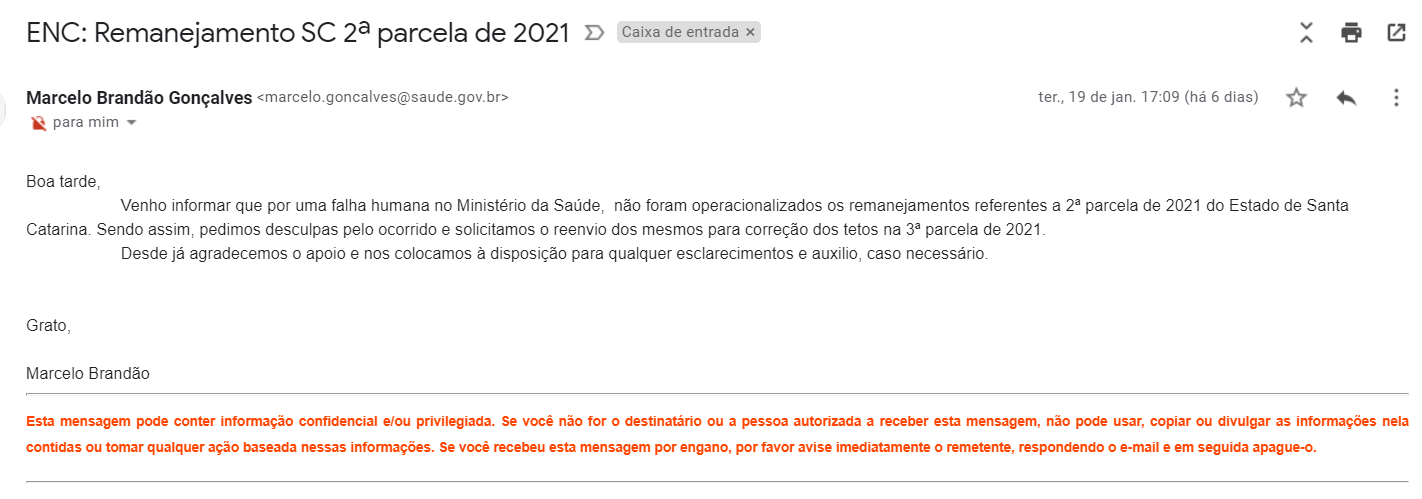 ENC: Remanejamento SC 2ª parcela de 2021 Caixa de entrada ×
Marcelo Brandão Gonçalves <marcelo.goncalves@saude.gov.br> ter., 19 de jan. 17:09 (há 6 dias)
para mim
Boa tarde,
Venho informar que por uma falha humana no Ministério da Saúde, não foram operacionalizados os remanejamentos referentes a 2ª parcela de 2021 do Estado de Santa
Catarina. Sendo assim, pedimos desculpas pelo ocorrido e solicitamos o reenvio dos mesmos para correção dos tetos na 3ª parcela de 2021.
Desde já agradecemos o apoio e nos colocamos à disposição para qualquer esclarecimentos e auxilio, caso necessário.
Grato,
Marcelo Brandão
Esta mensagem pode conter informação confidencial e/ou privilegiada. Se você não for o destinatário ou a pessoa autorizada a receber esta mensagem, não pode usar, copiar ou divulgar as informações nela
contidas ou tomar qualquer ação baseada nessas informações. Se você recebeu esta mensagem por engano, por favor avise imediatamente o remetente, respondendo o e-mail e em seguida apague-o.